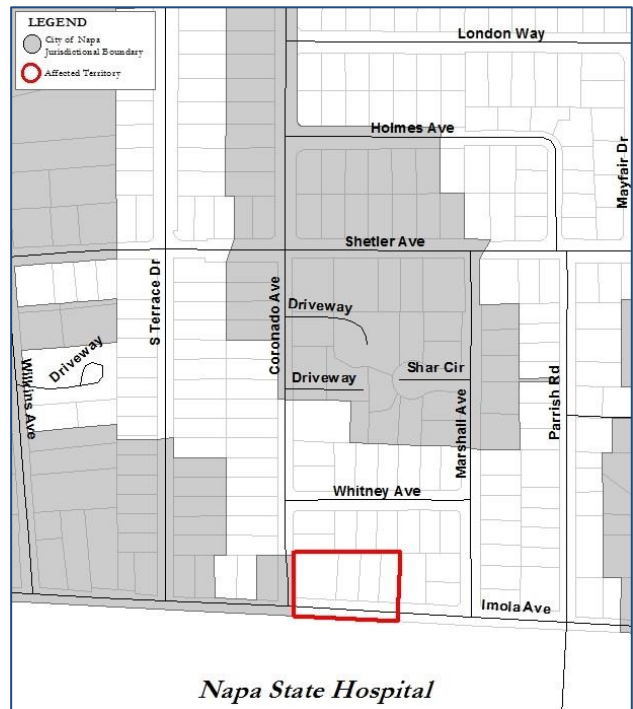 LEGEND
City of Napa
Jurisdictional Boundary
Affected Territory
London Way
Holmes Ave
Mayfair Dr
Shetler Ave
S Terrace Dr
Coronado Ave
Driveway
Driveway
Shar Cir
Driveway
Wilkins Ave
Marshall Ave
Parrish Rd
Whitney Ave
Imola Ave
Napa State Hospital